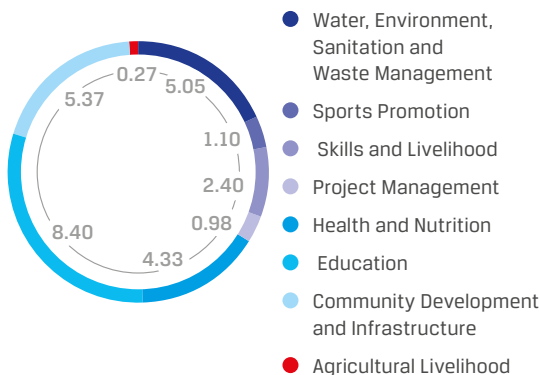 0.27
5.05
5.37
1.10
2.40
0.98
8.40
4.33
Water, Environment,
Sanitation and
Waste Management
Sports Promotion
Skills and Livelihood
Project Management
Health and Nutrition
Education
Community Development
and Infrastructure
Agricultural Livelihood